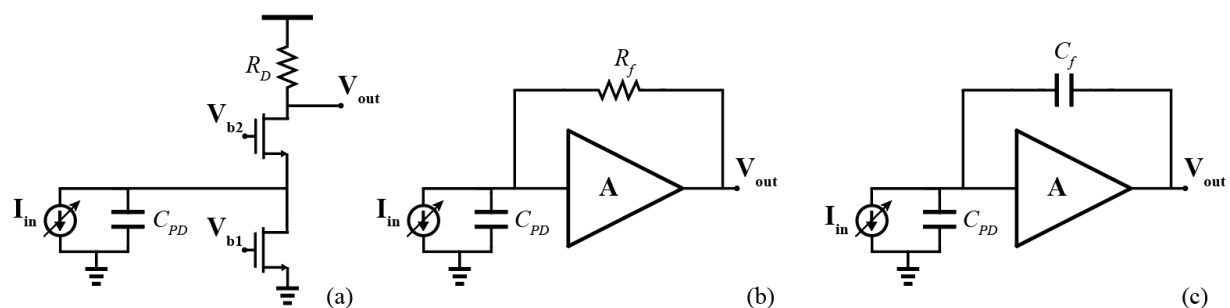 R_D
V_out
V_b2
I_in
C_PD
V_b1
(a)
R_f
A
V_out
I_in
C_PD
(b)
C_f
A
V_out
I_in
C_PD
(c)